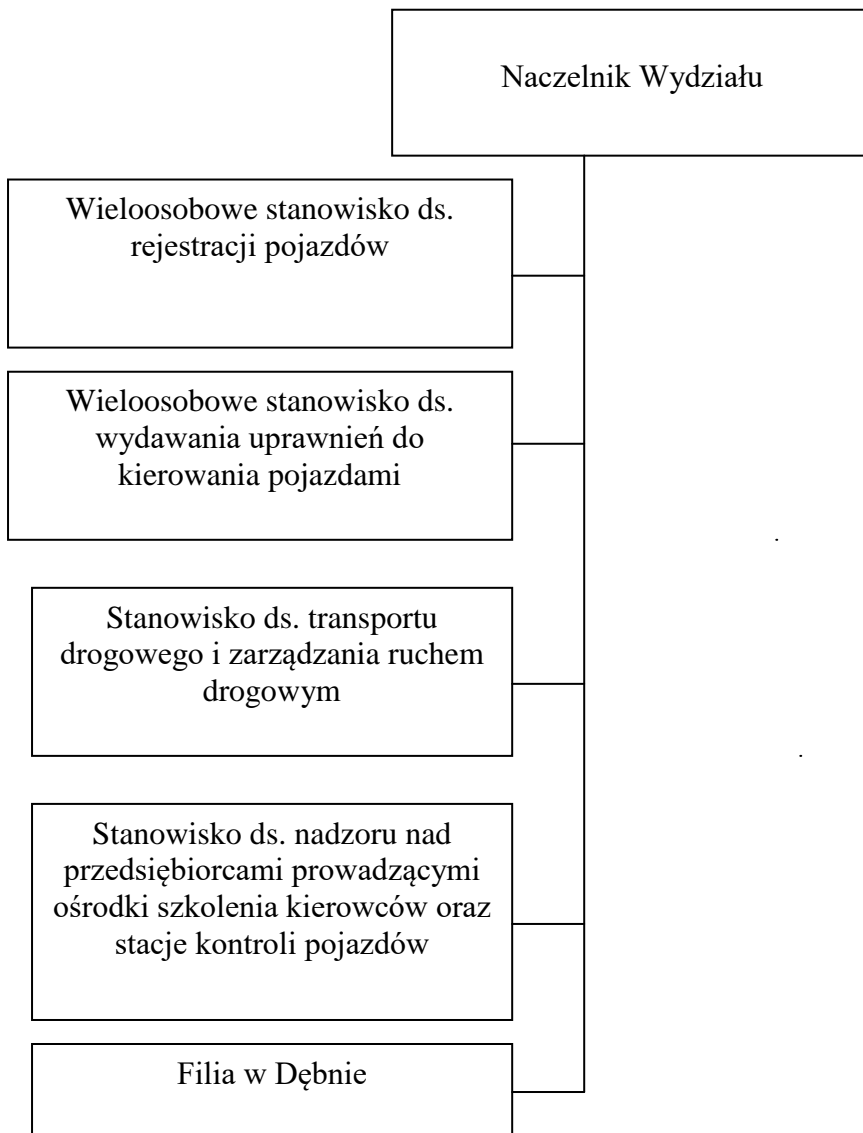 Naczelnik Wydziału
Wieloosobowe stanowisko ds.
rejestracji pojazdów
Wieloosobowe stanowisko ds.
wydawania uprawnień do
kierowania pojazdami
.
Stanowisko ds. transportu
drogowego i zarządzania ruchem
drogowym
.
Stanowisko ds. nadzoru nad
przedsiębiorcami prowadzącymi
ośrodki szkolenia kierowców oraz
stacje kontroli pojazdów
Filia w Dębnie